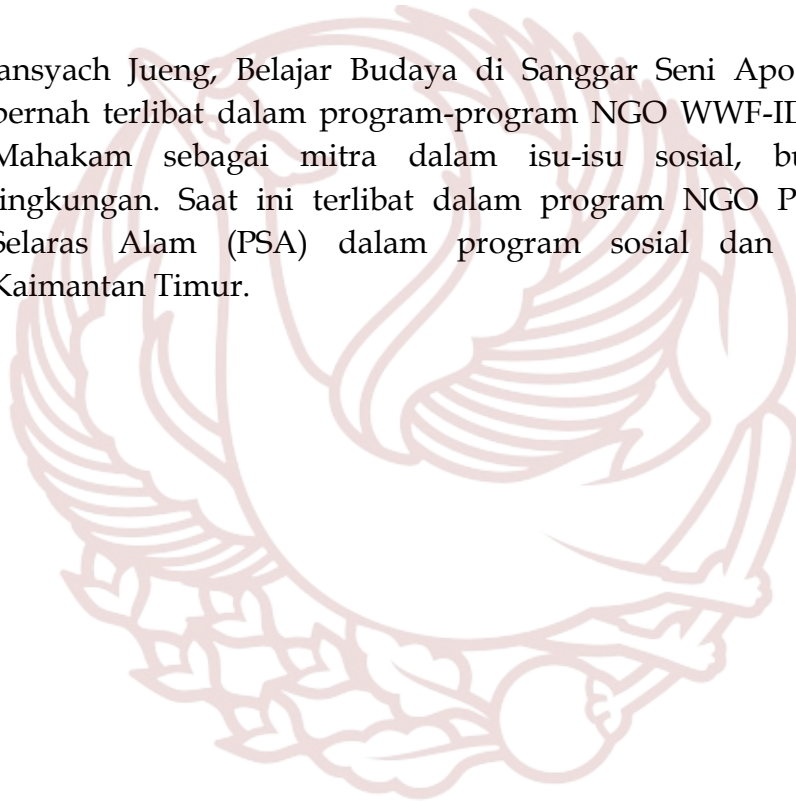 ansyach Jueng, Belajar Budaya di Sanggar Seni Apo
pernah terlibat dalam program-program NGO WWF-ID
Mahakam sebagai mitra dalam isu-isu sosial, bu
ingkungan. Saat ini terlibat dalam program NGO P
Selaras Alam (PSA) dalam program sosial dan
Kaimantan Timur.